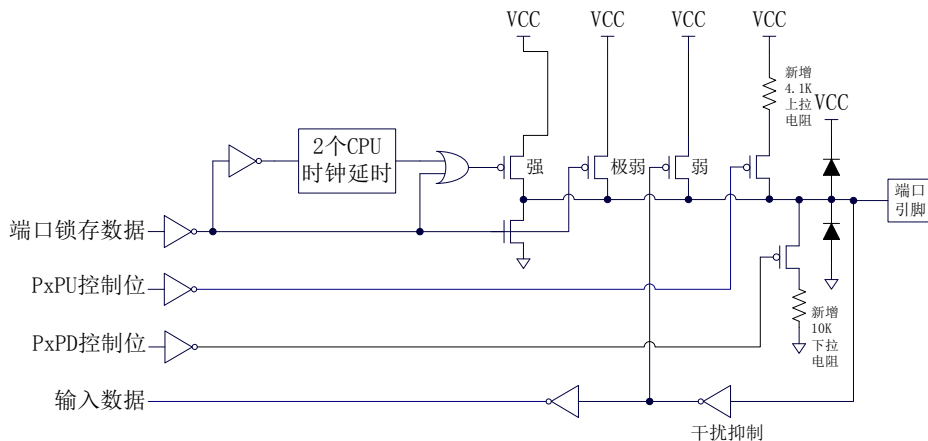 VCC
VCC
VCC
VCC
新增
4.1K
上拉
电阻
VCC
2个CPU
时钟延时
强
极弱
弱
端口
引脚
端口锁存数据
PxPU控制位
新增
10K
下拉
电阻
PxPD控制位
输入数据
干扰抑制